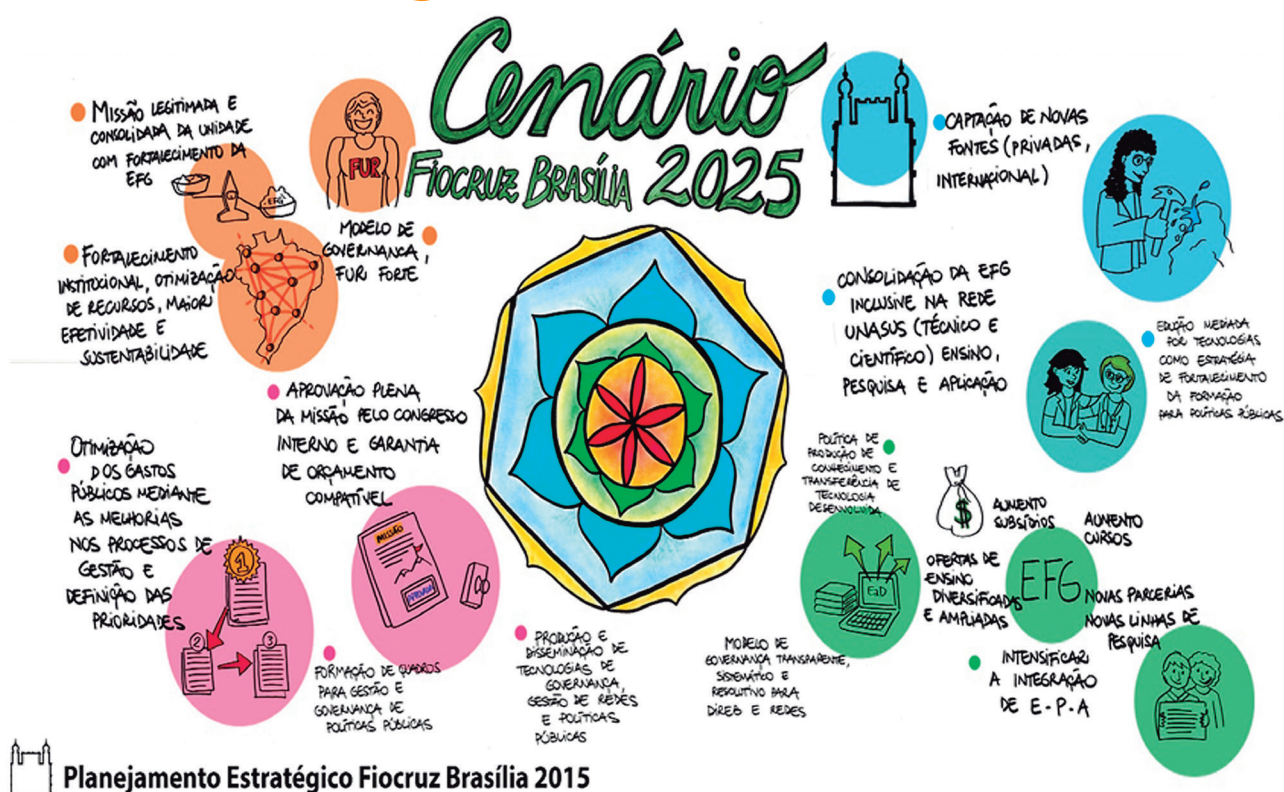 Cenário
Fiocruz Brasília 2025
MISSÃO LEGITIMADA E
CONSOLIDADA DA UNIDADE
COM FORTALECIMENTO DA
EFG
EFG
FUR
MODELO DE
GOVERNANÇA,
FUR FORTE
FORTALECIMENTO
INSTITUCIONAL, OTIMIZAÇÃO
DE RECURSOS, MAIOR
EFETIVIDADE E
SUSTENTABILIDADE
APROVAÇÃO PLENA
DA MISSÃO PELO CONGRESSO
INTERNO E GARANTIA
DE ORÇAMENTO
COMPATÍVEL
MISSÃO
APROVADA
OTIMIZAÇÃO
DOS GASTOS
PÚBLICOS MEDIANTE
AS MELHORIAS
NOS PROCESSOS DE
GESTÃO E
DEFINIÇÃO DAS
PRIORIDADES
1
2
3
FORMAÇÃO DE QUADROS
PARA GESTÃO E
GOVERNANÇA DE
POLÍTICAS PÚBLICAS
PRODUÇÃO E
DISSEMINAÇÃO DE
TECNOLOGIAS DE
GOVERNANÇA,
GESTÃO DE REDES
E POLÍTICAS
PÚBLICAS
CAPTAÇÃO DE NOVAS
FONTES (PRIVADAS,
INTERNACIONAL)
CONSOLIDAÇÃO DA EFG
INCLUSIVE NA REDE
UNASUS (TÉCNICO E
CIENTÍFICO) ENSINO,
PESQUISA E APLICAÇÃO
EDUÇÃO MEDIADA
POR TECNOLOGIAS
COMO ESTRATÉGIA
DE FORTALECIMENTO
DA FORMAÇÃO
PARA POLÍTICAS PÚBLICAS
POLÍTICA DE
PRODUÇÃO DE
CONHECIMENTO E
TRANSFERÊNCIA DE
TECNOLOGIA
DESENVOLVIDA.
EaD
$
AUMENTO
SUBSÍDIOS
AUMENTO
CURSOS
OFERTAS DE
ENSINO
DIVERSIFICADAS
E AMPLIADAS
EFG
NOVAS PARCERIAS
NOVAS LINHAS DE
PESQUISA
MODELO DE
GOVERNANÇA TRANSPARENTE,
SISTEMÁTICO E
RESOLUTIVO PARA
DIREB E REDES
INTENSIFICAR
A INTEGRAÇÃO
DE E-P-A
Planejamento Estratégico Fiocruz Brasília 2015